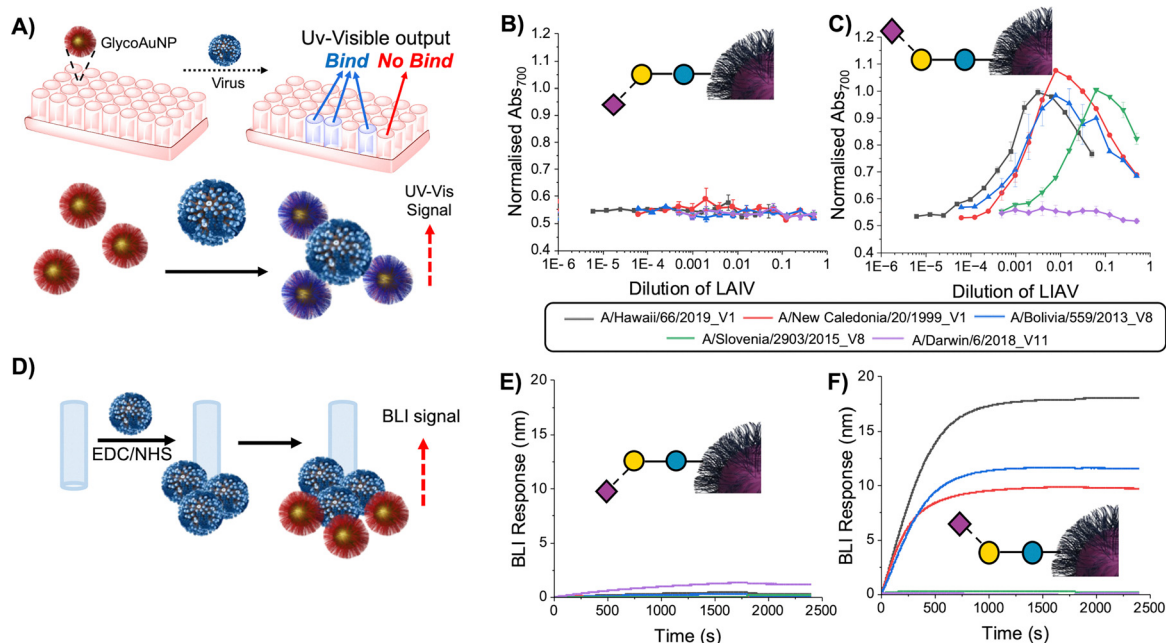 A)
GlycoAuNP
Virus
Uv-Visible output
Bind No Bind
UV-Vis
Signal
B)
Normalised Abs700
1.2
1.1
1.0
0.9
0.8
0.7
0.6
0.5
0.4
1E-6 1E-5 1E-4 0.001 0.01 0.1 1
Dilution of LAIV
C)
Normalised Abs700
1.2
1.1
1.0
0.9
0.8
0.7
0.6
0.5
0.4
1E-6 1E-5 1E-4 0.001 0.01 0.1 1
Dilution of LIAV
A/Hawaii/66/2019_V1 A/New Caledonia/20/1999_V1 A/Bolivia/559/2013_V8
A/Slovenia/2903/2015_V8 A/Darwin/6/2018_V11
D)
EDC/NHS
BLI signal
E)
BLI Response (nm)
20
15
10
5
0
0 500 1000 1500 2000 2500
Time (s)
F)
BLI Response (nm)
20
15
10
5
0
0 500 1000 1500 2000 2500
Time (s)